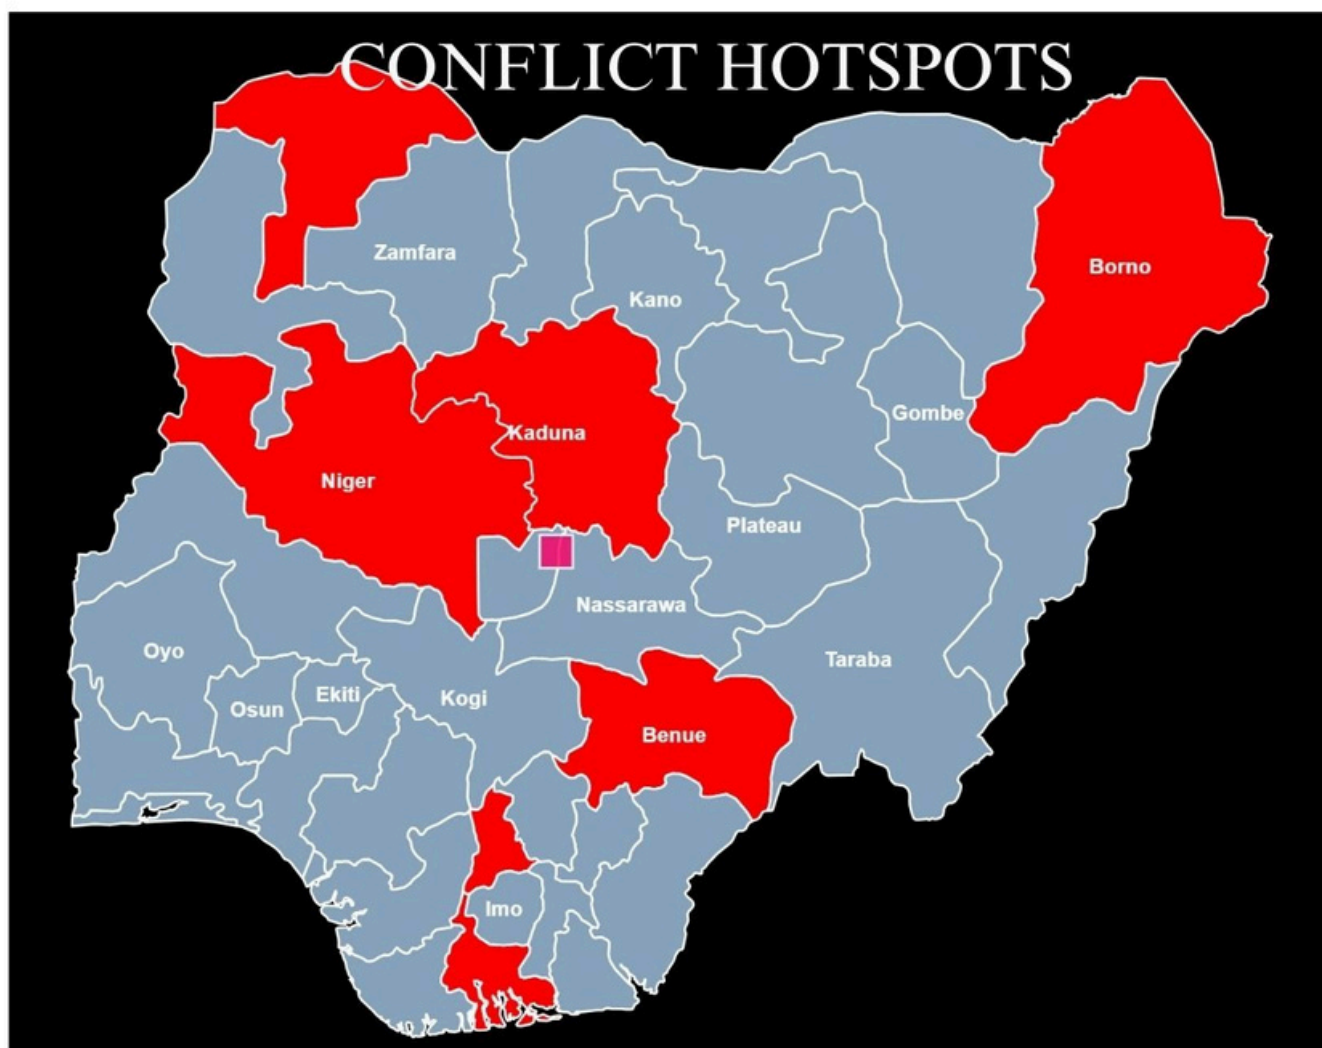 CONFLICT HOTSPOTS
Zamfara
Borno
Kano
Gombe
Kaduna
Niger
Plateau
Nassarawa
Oyo
Taraba
Ekiti
Kogi
Osun
Benue
Imo